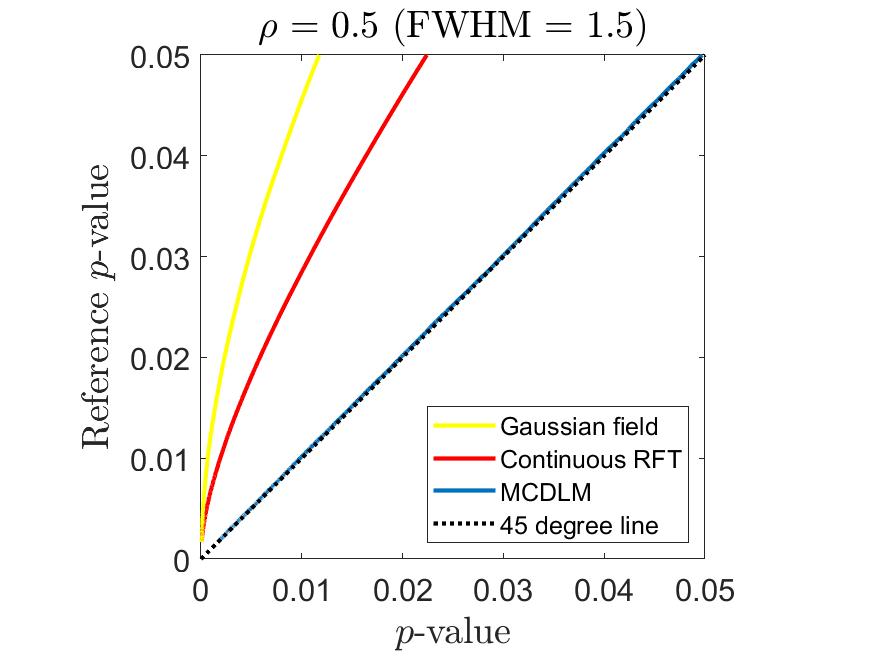 ρ = 0.5 (FWHM = 1.5)
0.05
0.04
0.03
0.02
0.01
0
Reference p-value
Gaussian field
Continuous RFT
MCDLM
45 degree line
0 0.01 0.02 0.03 0.04 0.05
p-value